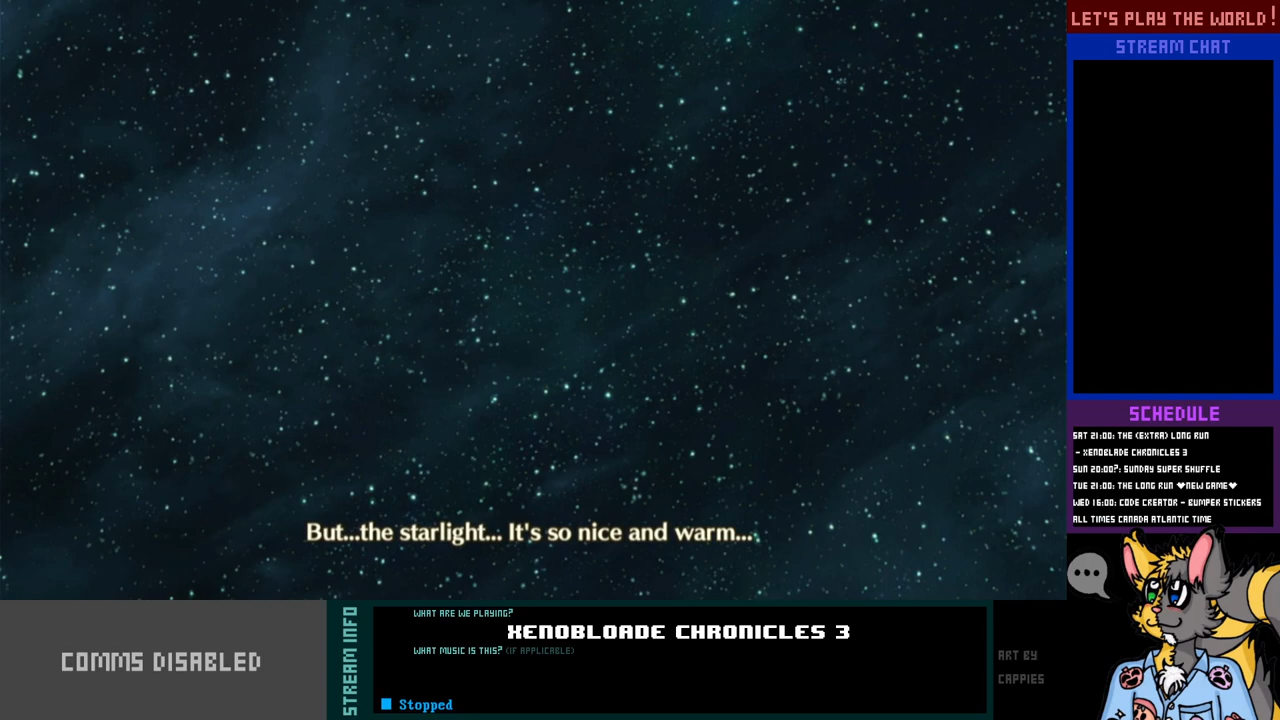 LET'S PLAY THE WORLD!
STREAM CHAT
But...the starlight... It's so nice and warm...
SCHEDULE
SAT 21:00: THE (EXTRA) LONG RUN
- XENOBLADE CHRONICLES 3
SUN 20:00?: SUNDAY SUPER SHUFFLE
TUE 21:00: THE LONG RUN ♥NEW GAME♥
WED 16:00: CODE CREATOR - BUMPER STICKERS
ALL TIMES CANADA ATLANTIC TIME
...
COMMS DISABLED
STREAM INFO
WHAT ARE WE PLAYING?
XENOBLOADE CHRONICLES 3
WHAT MUSIC IS THIS? (IF APPLICABLE)
Stopped
ART BY
CAPPIES